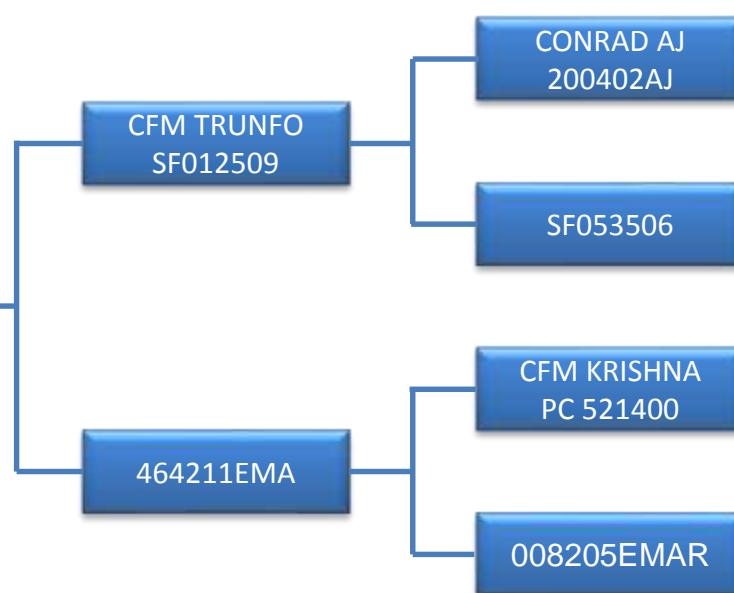 CONRAD AJ
200402AJ
CFM TRUNFO
SF012509
SF053506
CFM KRISHNA
PC 521400
464211EMA
008205EMAR